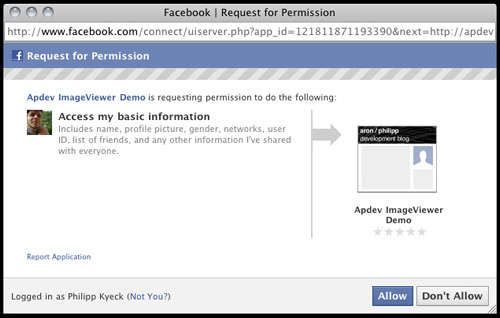 Facebook | Request for Permission
http://www.facebook.com/connect/uiserver.php?app_id=121811871193390&next=http://apdev
Request for Permission
Apdev ImageViewer Demo is requesting permission to do the following:
Access my basic information
Includes name, profile picture, gender, networks, user
ID, list of friends, and any other information I've shared
with everyone.
aron / philipp
development blog
Apdev ImageViewer
Demo
Report Application
Logged in as Philipp Kyeck (Not You?)
Allow
Don't Allow